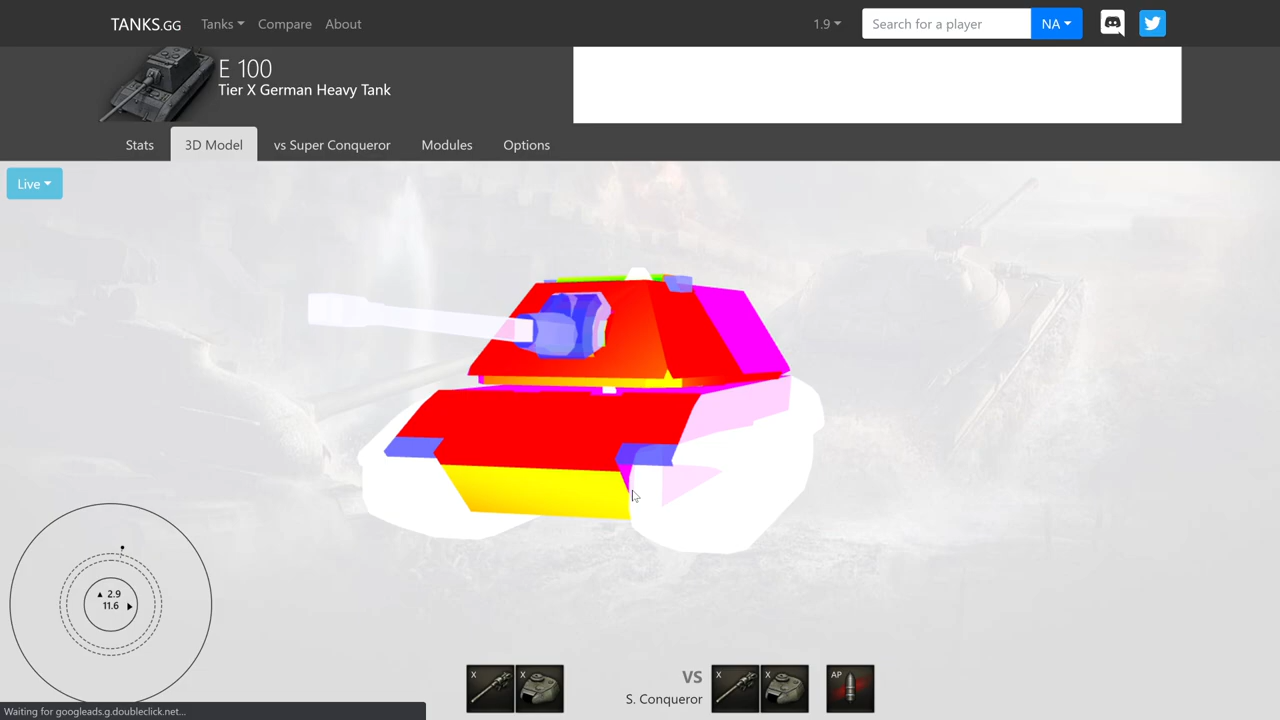 TANKS.GG Tanks Compare About 1.9 Search for a player NA
E 100
Tier X German Heavy Tank
Stats 3D Model vs Super Conqueror Modules Options
Live
2.9
11.6
X X VS X X AP
S. Conqueror
Waiting for googleads.g.doubleclick.net...